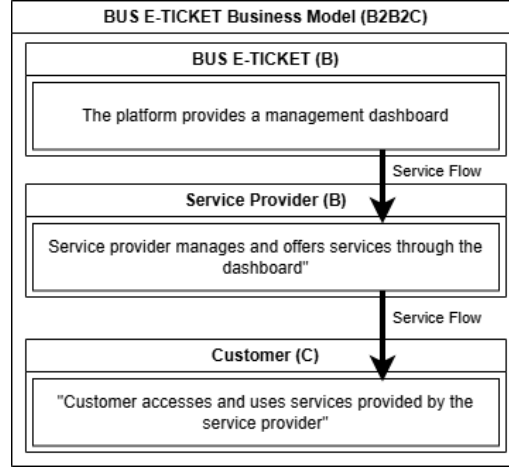 BUS E-TICKET Business Model (B2B2C)
BUS E-TICKET (B)
The platform provides a management dashboard
Service Flow
Service Provider (B)
Service provider manages and offers services through the
dashboard"
Service Flow
Customer (C)
"Customer accesses and uses services provided by the
service provider"